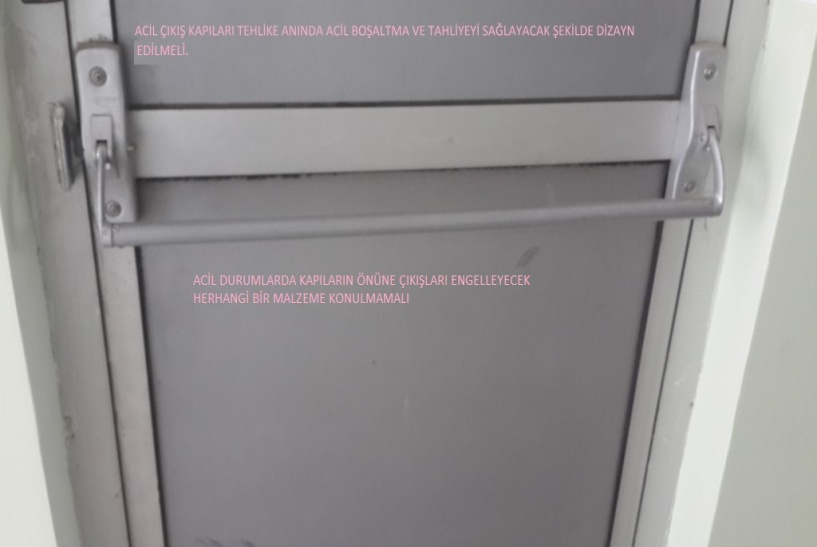 ACİL ÇIKIŞ KAPILARI TEHLİKE ANINDA ACİL BOŞALTMA VE TAHLİYEYİ SAĞLAYACAK ŞEKİLDE DİZAYN
EDİLMELİ.
ACİL DURUMLARDA KAPILARIN ÖNÜNE ÇIKIŞLARI ENGELLEYECEK
HERHANGİ BİR MALZEME KONULMAMALI